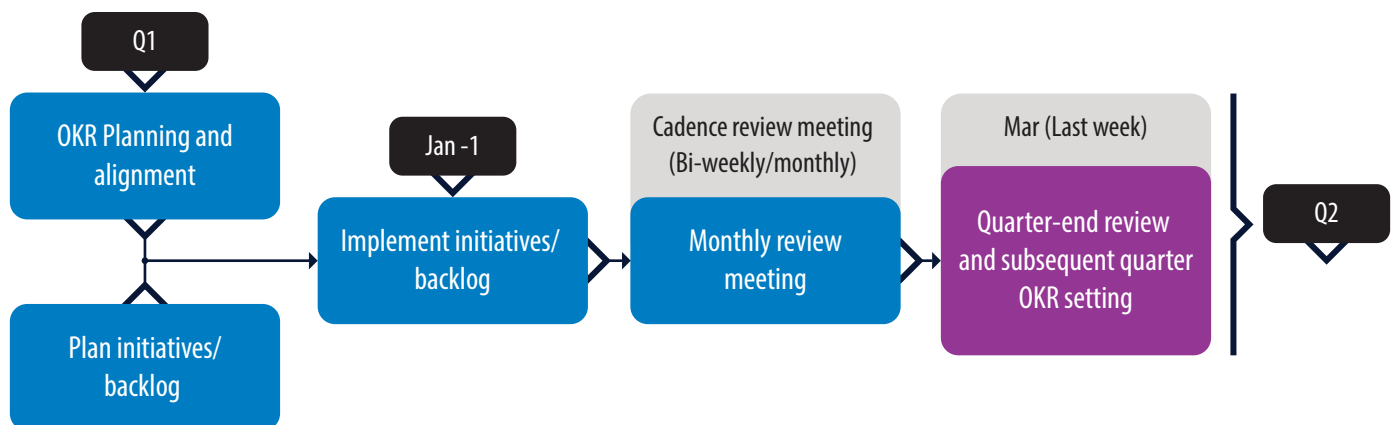 Q1
OKR Planning and
alignment
Plan initiatives/
backlog
Jan -1
Implement initiatives/
backlog
Cadence review meeting
(Bi-weekly/monthly)
Monthly review
meeting
Mar (Last week)
Quarter-end review
and subsequent quarter
OKR setting
Q2